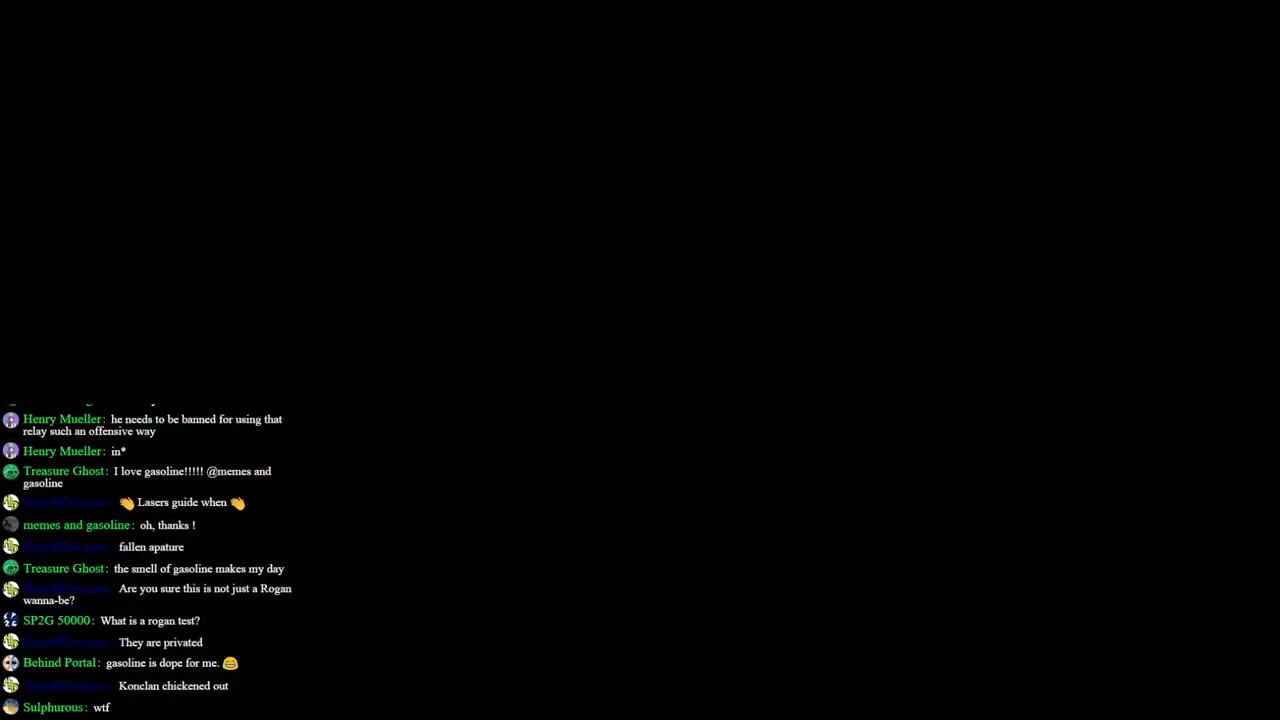 Henry Mueller: he needs to be banned for using that
relay such an offensive way
Henry Mueller: in*
Treasure Ghost: I love gasoline!!!!! @memes and
gasoline
👏 Lasers guide when 👏
memes and gasoline: oh, thanks !
fallen apature
Treasure Ghost: the smell of gasoline makes my day
Are you sure this is not just a Rogan
wanna-be?
SP2G 50000: What is a rogan test?
They are privated
Behind Portal: gasoline is dope for me. 😂
Konclan chickened out
Sulphurous: wtf